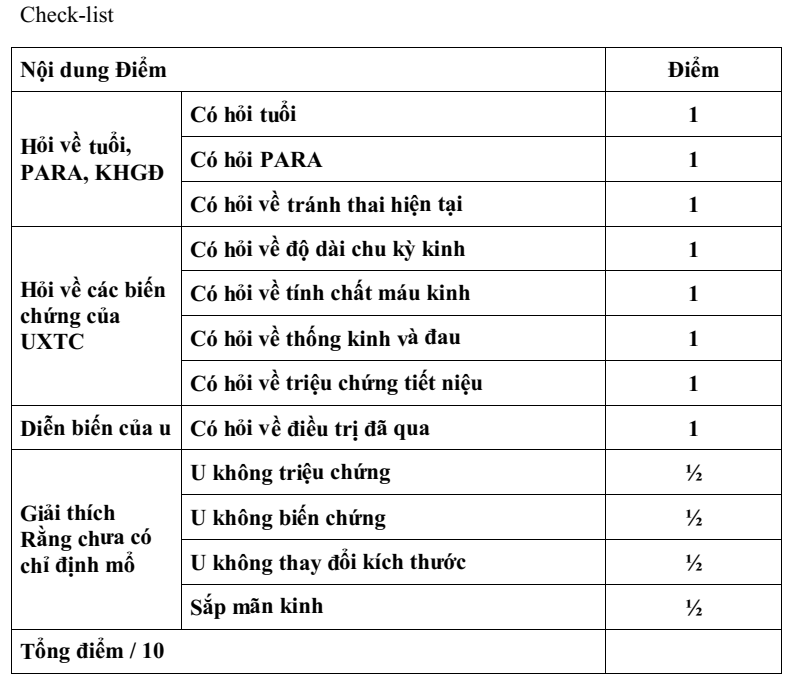 Check-list
Nội dung Điểm
Điểm
Hỏi về tuổi,
PARA, KHGĐ
Có hỏi tuổi
1
Có hỏi PARA
1
Có hỏi về tránh thai hiện tại
1
Hỏi về các biến
chứng của
UXTC
Có hỏi về độ dài chu kỳ kinh
1
Có hỏi về tính chất máu kinh
1
Có hỏi về thống kinh và đau
1
Có hỏi về triệu chứng tiết niệu
1
Diễn biến của u
Có hỏi về điều trị đã qua
1
Giải thích
Rằng chưa có
chỉ định mổ
U không triệu chứng
½
U không biến chứng
½
U không thay đổi kích thước
½
Sắp mãn kinh
½
Tổng điểm / 10